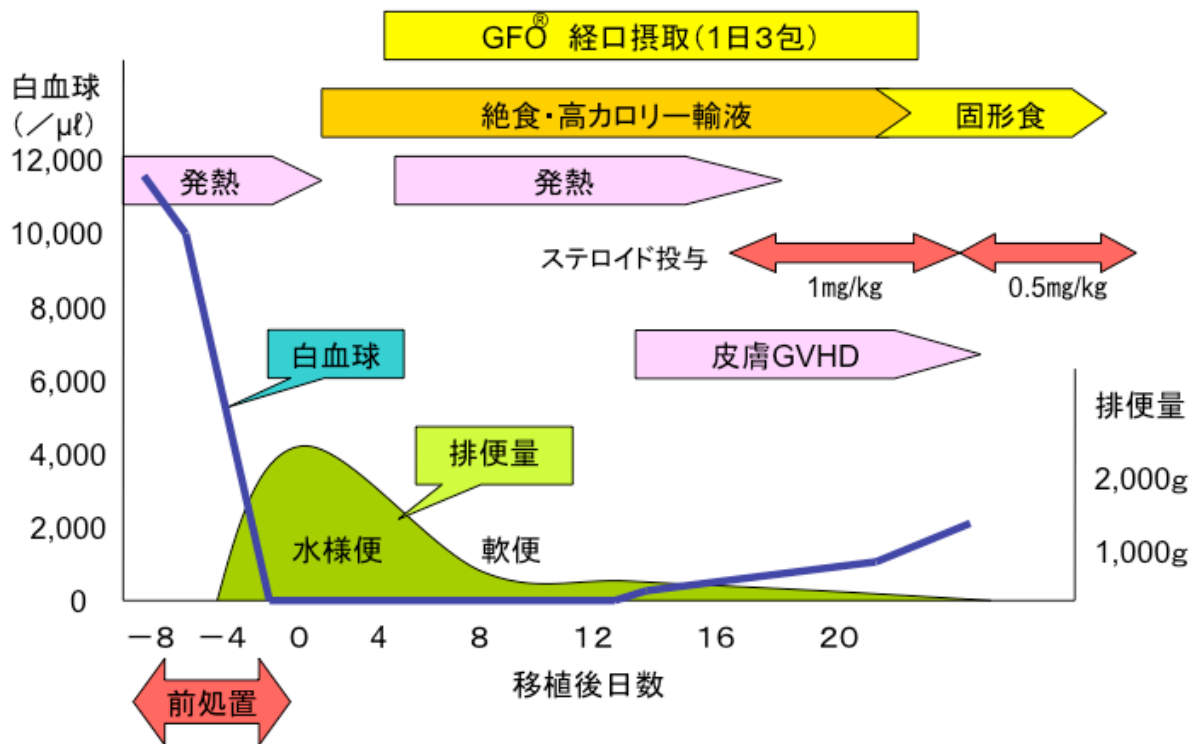 GFO® 経口摂取(1日3包)
白血球
(／μℓ)
絶食・高カロリー輸液
固形食
12,000
発熱
発熱
10,000
ステロイド投与
1㎎/kg
0.5㎎/kg
8,000
白血球
皮膚GVHD
6,000
排便量
4,000
排便量
2,000g
2,000
水様便
軟便
1,000g
0
－8
－4
0
4
8
12
16
20
移植後日数
前処置